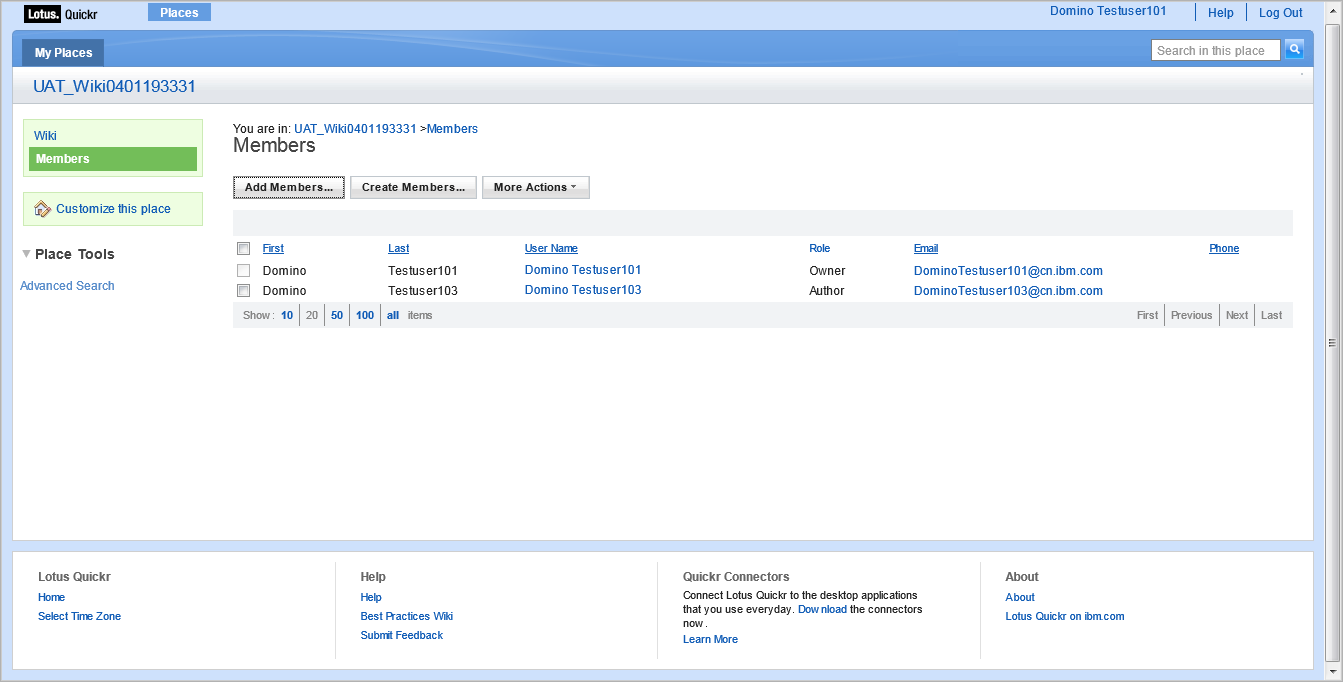 Lotus. Quickr Places Domino Testuser101 Help Log Out
My Places Search in this place
UAT_Wiki0401193331
Wiki
Members
Customize this place
Place Tools
Advanced Search
You are in: UAT_Wiki0401193331 >Members
Members
Add Members... Create Members... More Actions
First Last User Name Role Email Phone
Domino Testuser101 Domino Testuser101 Owner DominoTestuser101@cn.ibm.com
Domino Testuser103 Domino Testuser103 Author DominoTestuser103@cn.ibm.com
Show : 10 20 50 100 all items First Previous Next Last
Lotus Quickr
Home
Select Time Zone
Help
Help
Best Practices Wiki
Submit Feedback
Quickr Connectors
Connect Lotus Quickr to the desktop applications
that you use everyday. Download the connectors
now .
Learn More
About
About
Lotus Quickr on ibm.com